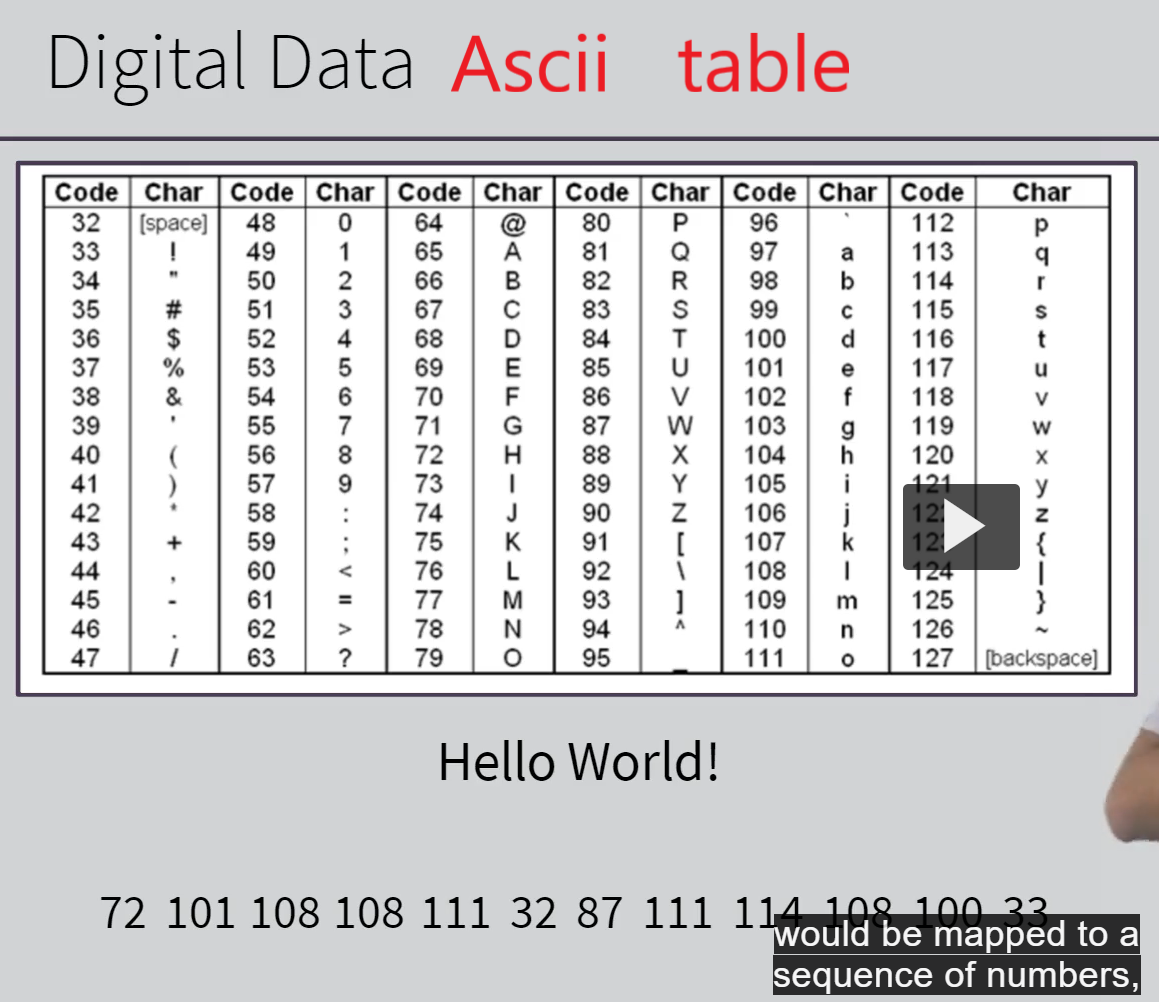 Digital Data Ascii table
Code Char Code Char Code Char Code Char Code Char Code Char
32 [space] 48 0 64 @ 80 P 96 ` 112 p
33 ! 49 1 65 A 81 Q 97 a 113 q
34 " 50 2 66 B 82 R 98 b 114 r
35 # 51 3 67 C 83 S 99 c 115 s
36 $ 52 4 68 D 84 T 100 d 116 t
37 % 53 5 69 E 85 U 101 e 117 u
38 & 54 6 70 F 86 V 102 f 118 v
39 ' 55 7 71 G 87 W 103 g 119 w
40 ( 56 8 72 H 88 X 104 h 120 x
41 ) 57 9 73 I 89 Y 105 i 121 y
42 * 58 : 74 J 90 Z 106 j 122 z
43 + 59 ; 75 K 91 [ 107 k 123 {
44 , 60 < 76 L 92 \ 108 l 124 |
45 - 61 = 77 M 93 ] 109 m 125 }
46 . 62 > 78 N 94 ^ 110 n 126 ~
47 / 63 ? 79 O 95 _ 111 o 127 [backspace]
Hello World!
72 101 108 108 111 32 87 111 114 108 100 33
would be mapped to a
sequence of numbers,